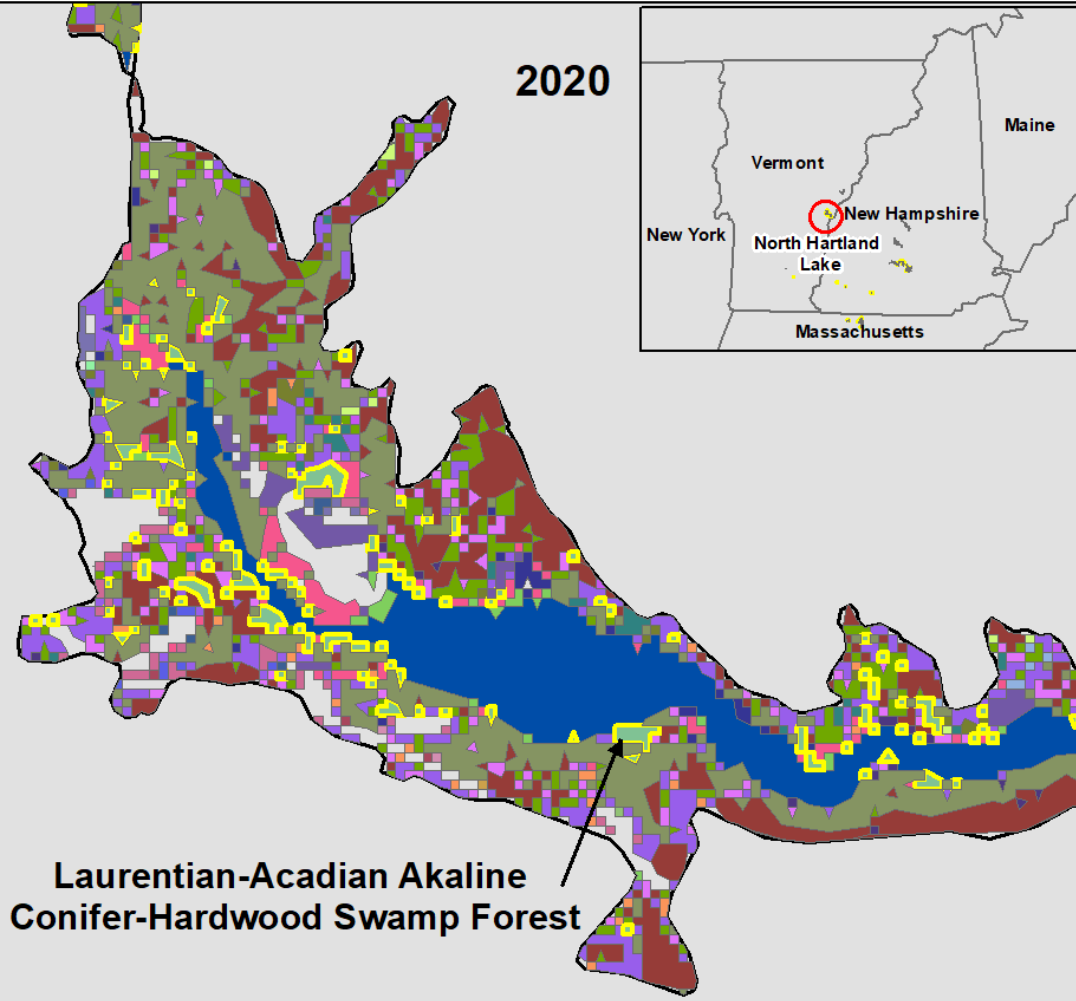 2020
Maine
Vermont
New Hampshire
New York
North Hartland
Lake
Massachusetts
Laurentian-Acadian Akaline
Conifer-Hardwood Swamp Forest